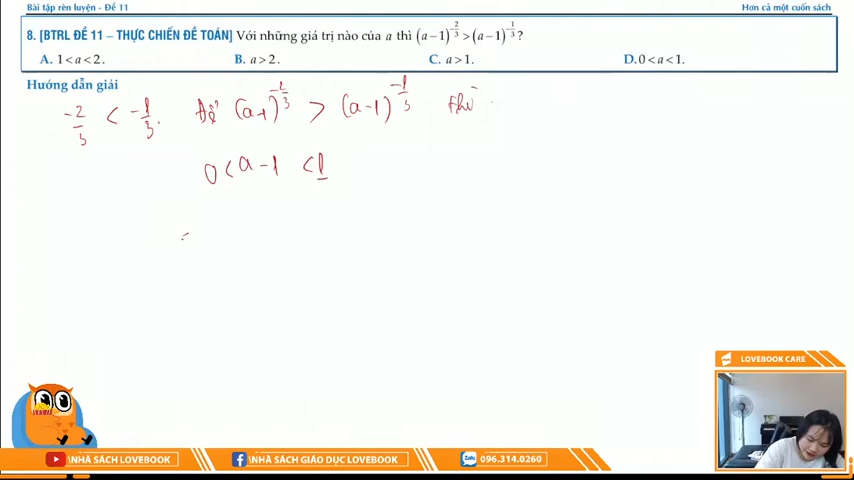 Bài tập rèn luyện - Đề 11
Hơn cả một cuốn sách
8. [BTRL ĐỀ 11 – THỰC CHIẾN ĐỀ TOÁN] Với những giá trị nào của a thì (a−1)^(−2/3) > (a−1)^(−1/3) ?
A. 1 < a < 2. B. a > 2. C. a > 1. D. 0 < a < 1.
Hướng dẫn giải
-2/3 < -1/3. Để (a-1)^(-2/3) > (a-1)^(-1/3) thì
0 < a - 1 < 1
LOVEBOOK CARE
NHÀ SÁCH LOVEBOOK
NHÀ SÁCH GIÁO DỤC LOVEBOOK
Zalo 096.314.0260